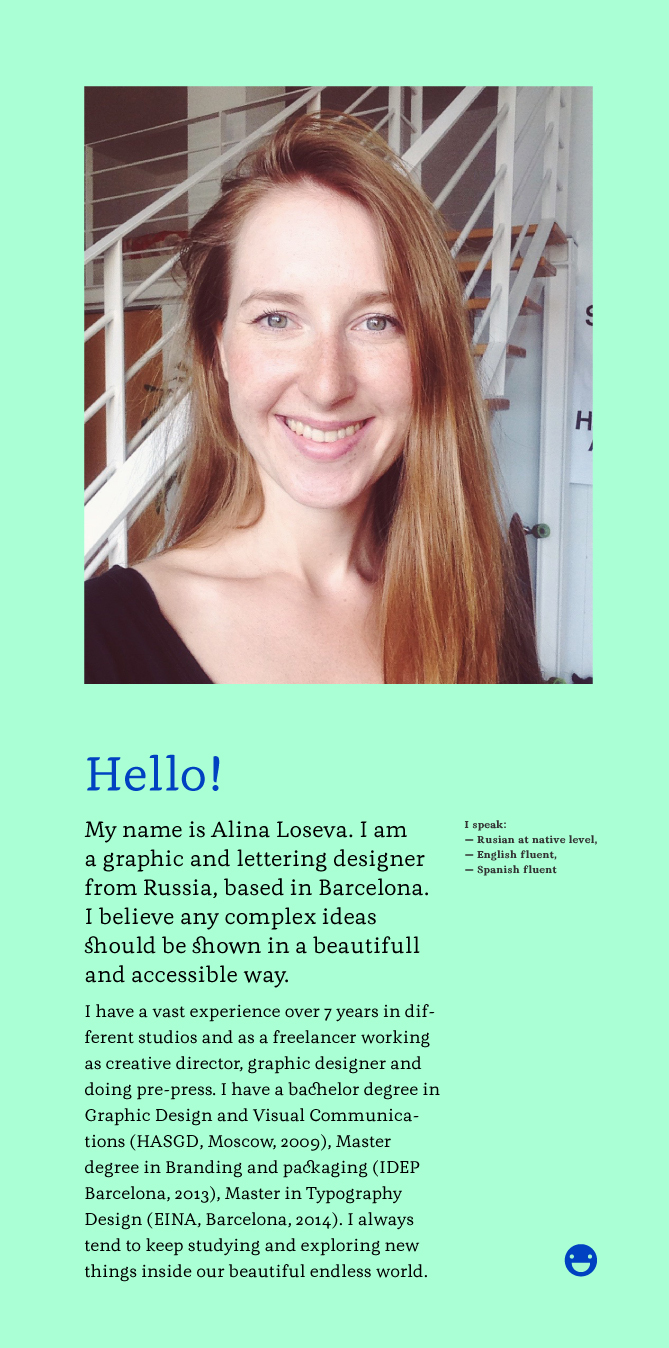 S
H
Hello!
My name is Alina Loseva. I am
a graphic and lettering designer
from Russia, based in Barcelona.
I believe any complex ideas
should be shown in a beautifull
and accessible way.
I speak:
— Rusian at native level,
— English fluent,
— Spanish fluent
I have a vast experience over 7 years in dif-
ferent studios and as a freelancer working
as creative director, graphic designer and
doing pre-press. I have a bachelor degree in
Graphic Design and Visual Communica-
tions (HASGD, Moscow, 2009), Master
degree in Branding and packaging (IDEP
Barcelona, 2013), Master in Typography
Design (EINA, Barcelona, 2014). I always
tend to keep studying and exploring new
things inside our beautiful endless world.